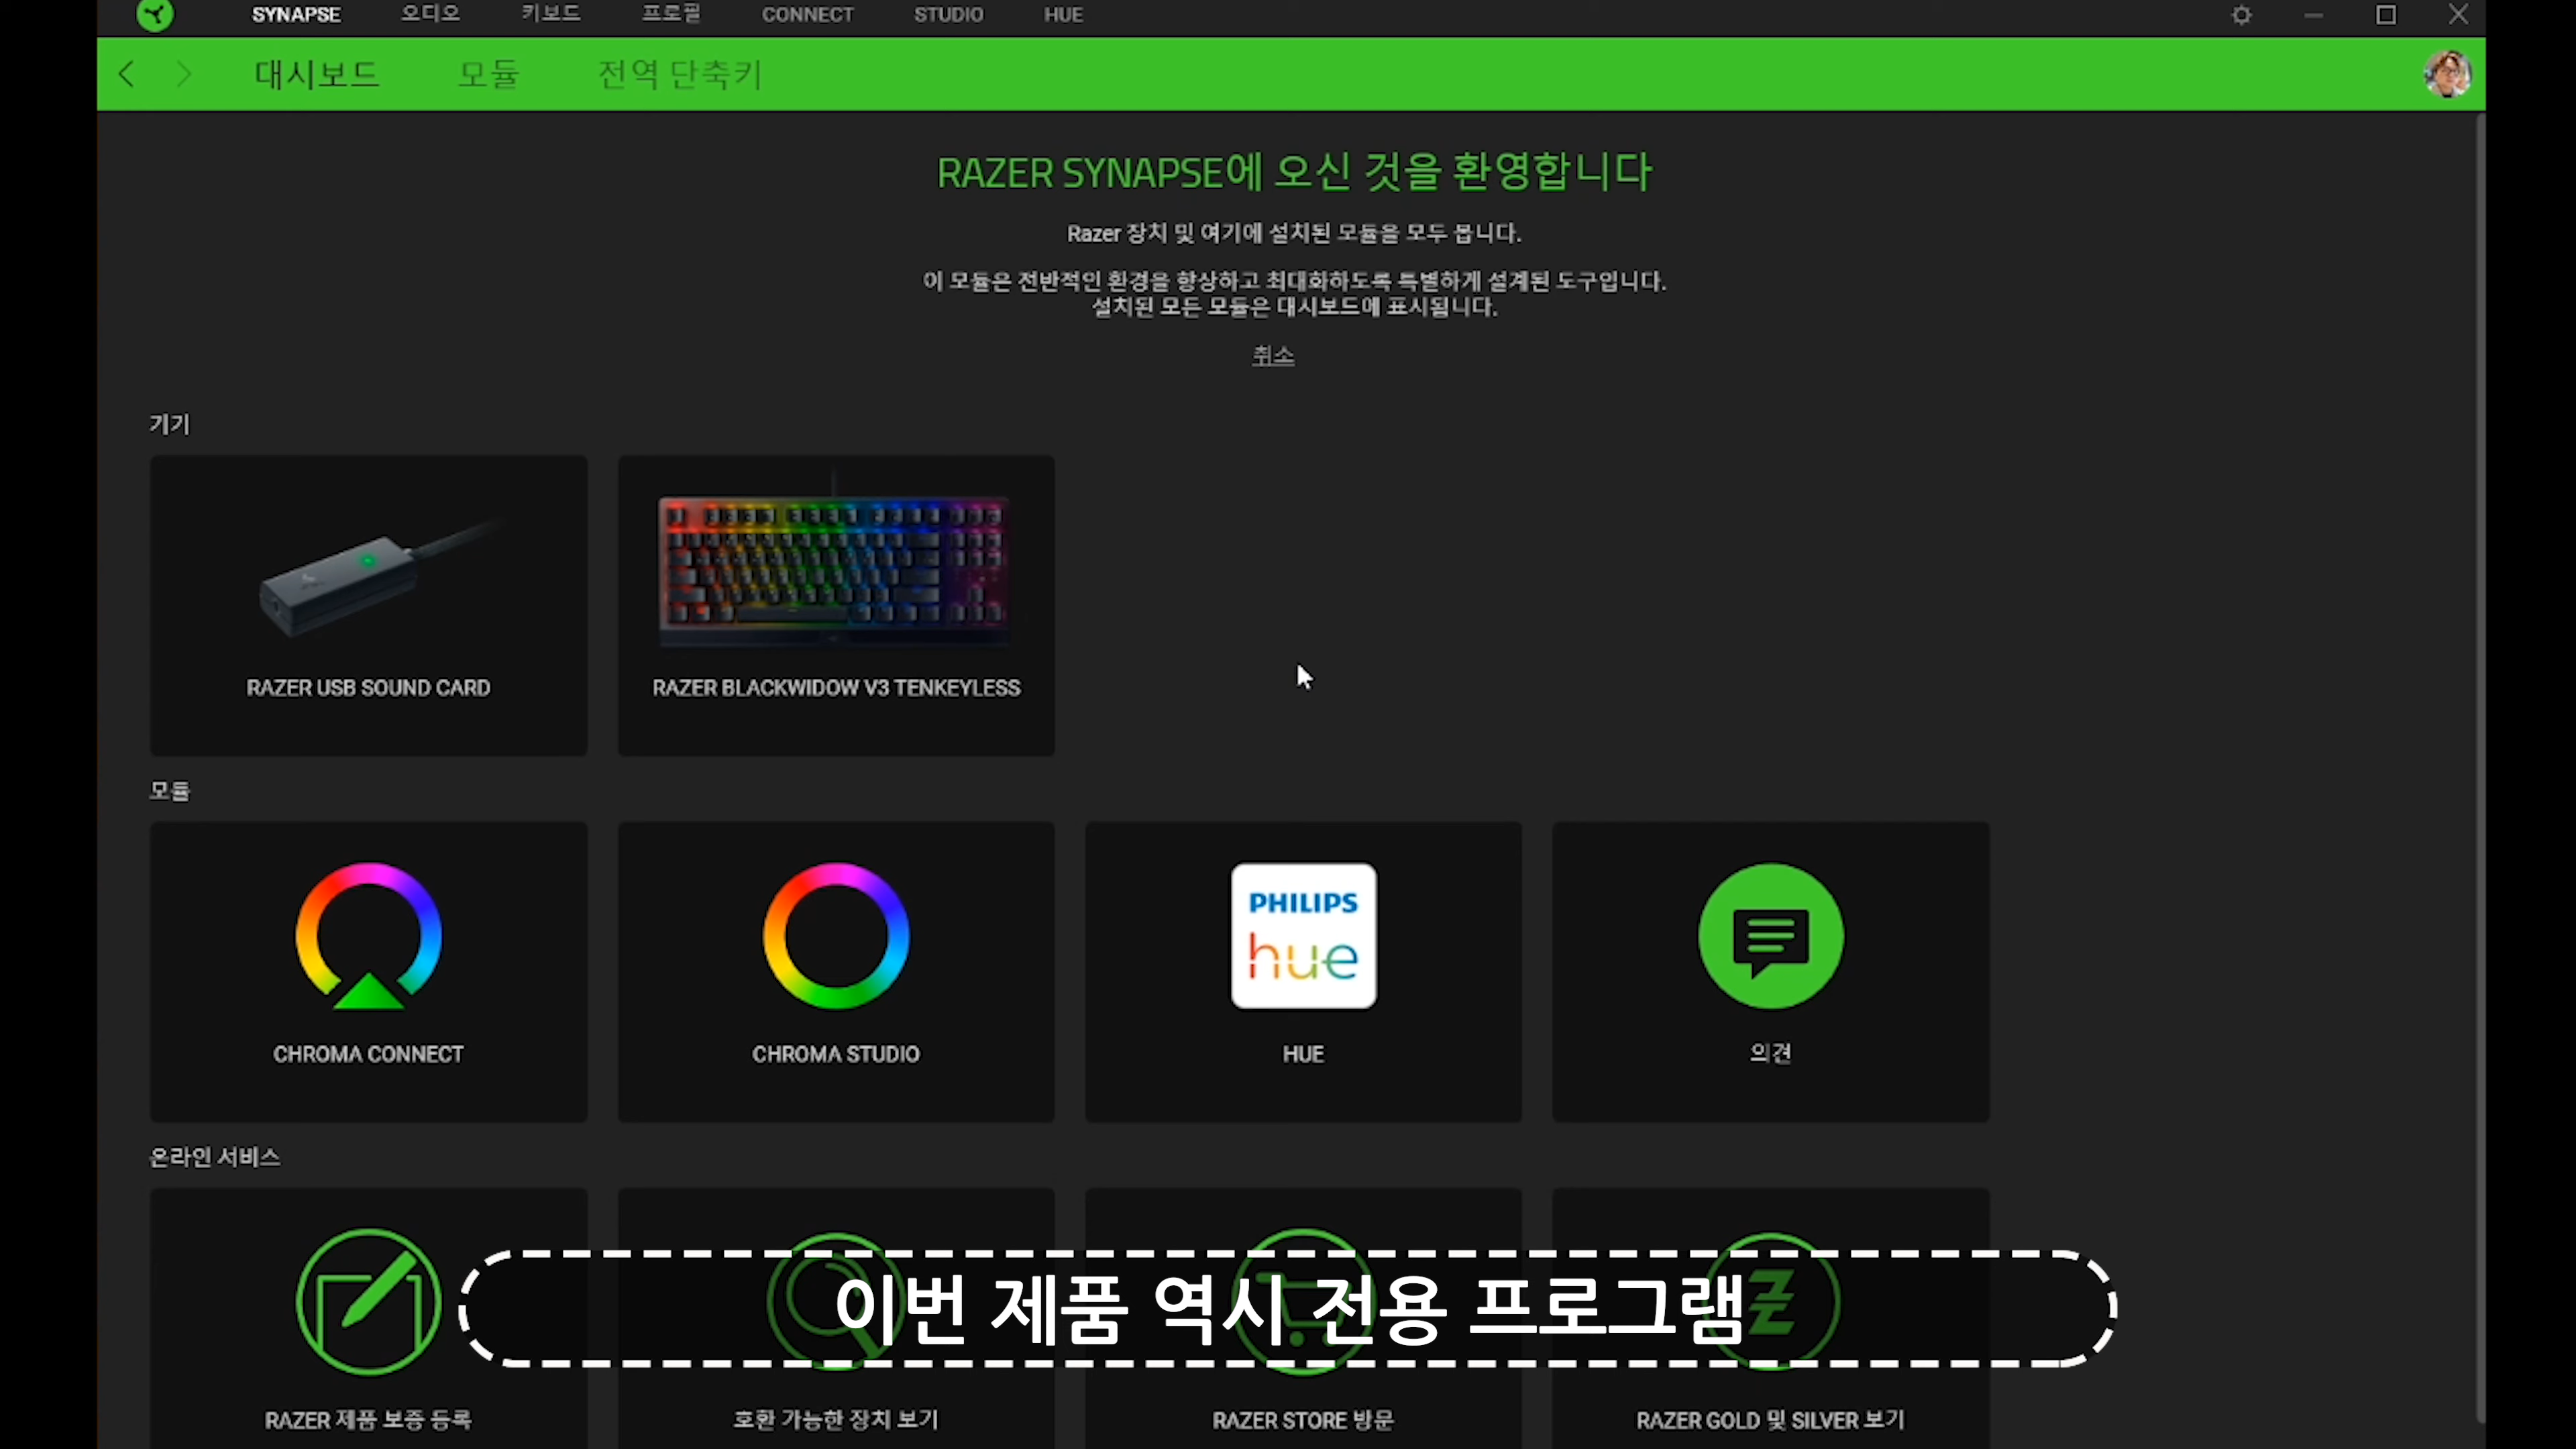 SYNAPSE 오디오 키보드 프로필 CONNECT STUDIO HUE
대시보드 모듈 전역 단축키
RAZER SYNAPSE에 오신 것을 환영합니다
Razer 장치 및 여기에 설치된 모듈을 모두 봅니다.
이 모듈은 전반적인 환경을 향상하고 최대화하도록 특별하게 설계된 도구입니다.
설치된 모든 모듈은 대시보드에 표시됩니다.
취소
기기
RAZER USB SOUND CARD
RAZER BLACKWIDOW V3 TENKEYLESS
모듈
PHILIPS
hue
CHROMA CONNECT
CHROMA STUDIO
HUE
의견
온라인 서비스
이번 제품 역시 전용 프로그램
RAZER 제품 보증 등록
호환 가능한 장치 보기
RAZER STORE 방문
RAZER GOLD 및 SILVER 보기